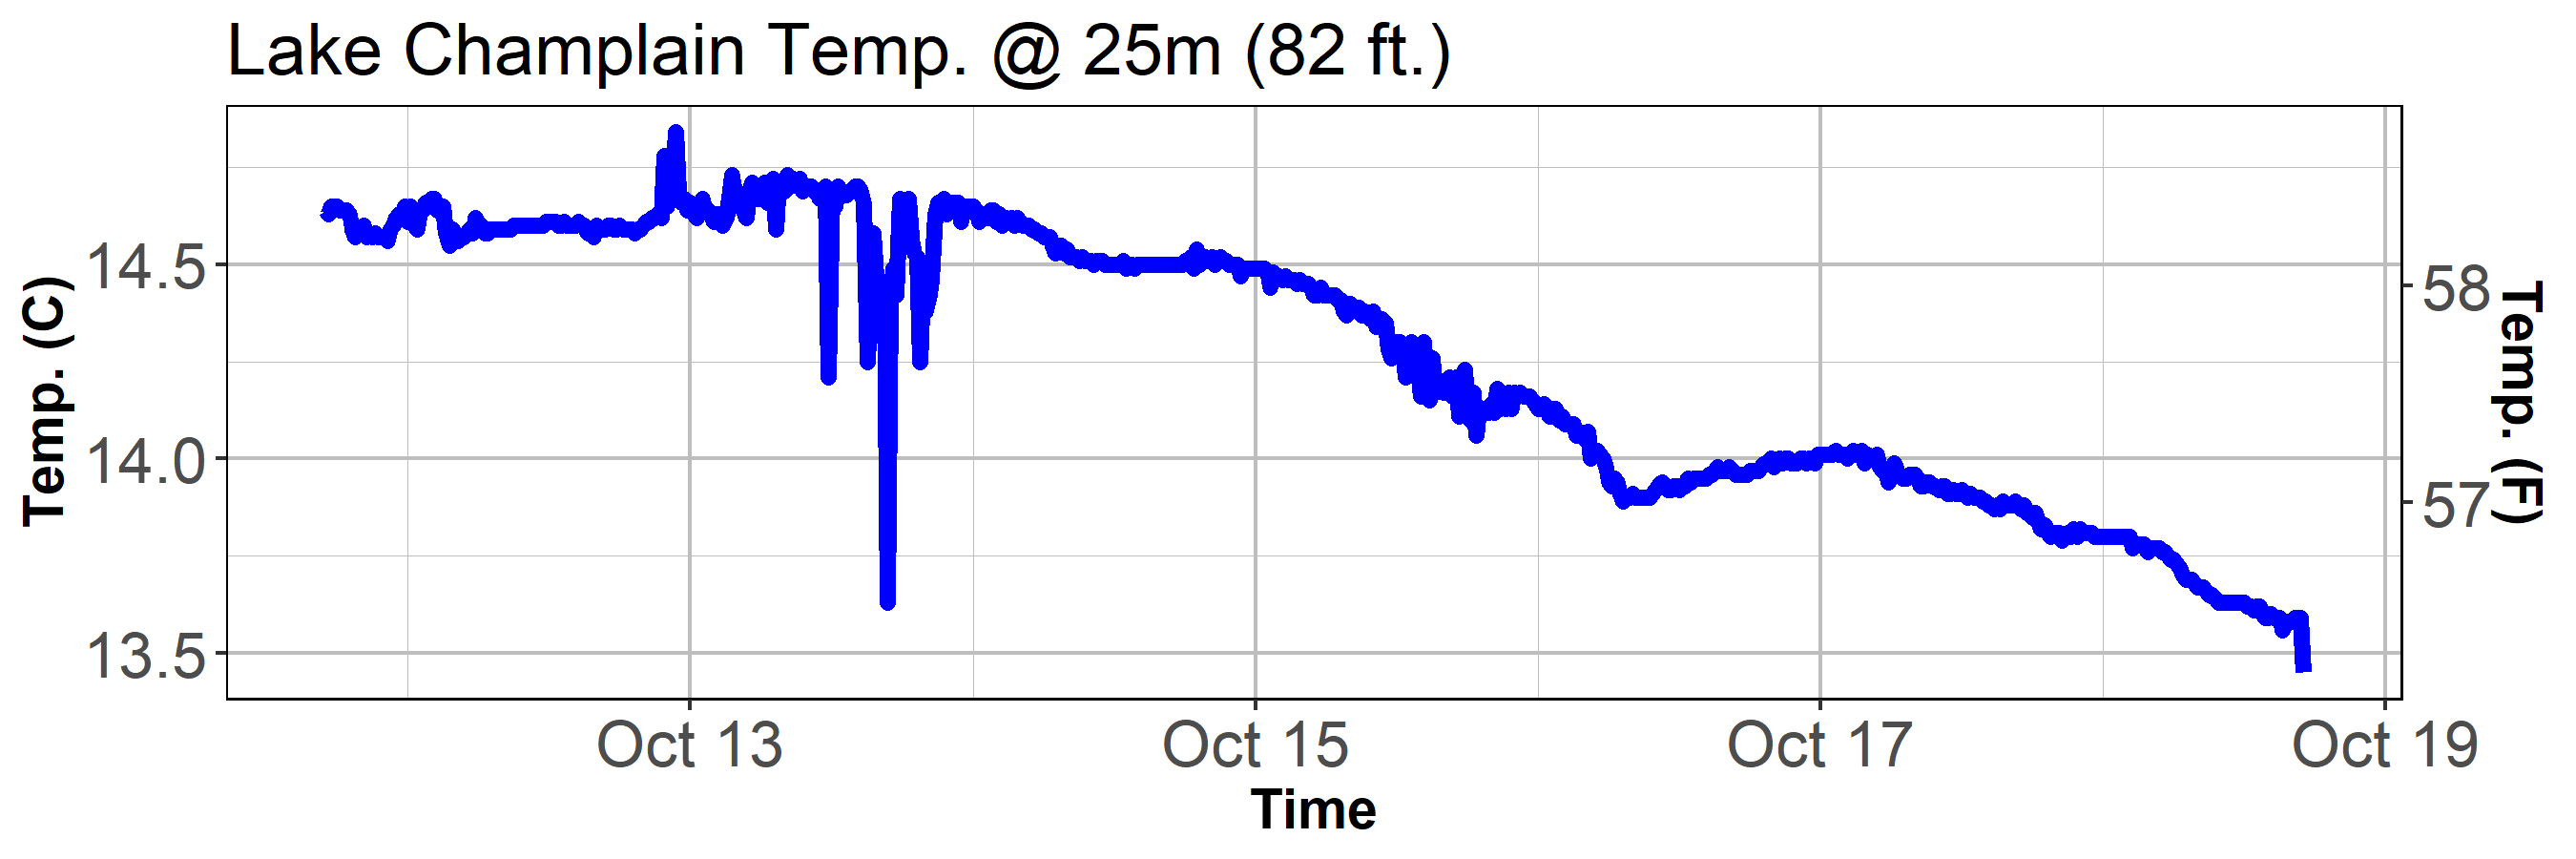 Lake Champlain Temp. @ 25m (82 ft.)
Temp. (C)
14.5
14.0
13.5
58
57
Temp. (F)
Oct 13
Oct 15
Oct 17
Oct 19
Time